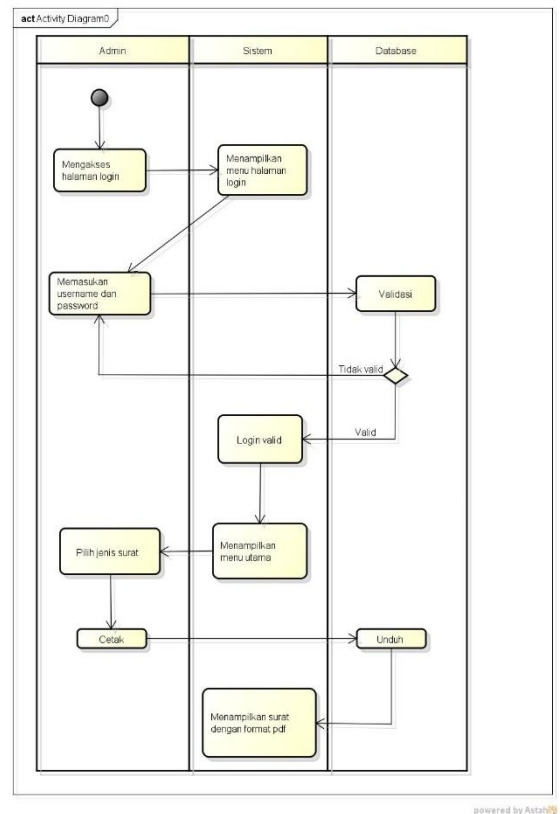 act Activity Diagram0
Admin
Sistem
Database
Mengakses
halaman login
Menampilkan
menu halaman
login
Memasukan
username dan
password
Validasi
Tidak valid
Valid
Login valid
Menampilkan
menu utama
Pilih jenis surat
Cetak
Unduh
Menampilkan surat
dengan format pdf
powered by Astah